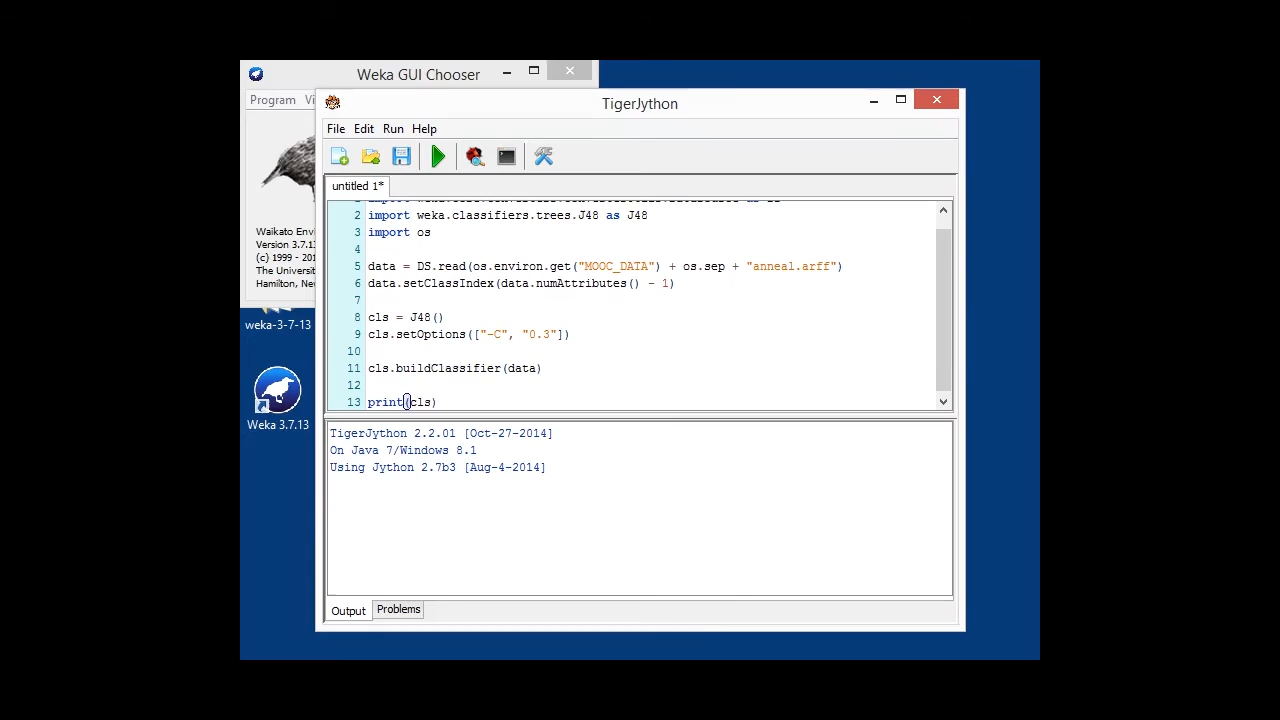 Weka GUI Chooser
Program Vi
TigerJython
File Edit Run Help
untitled 1*
2 import weka.classifiers.trees.J48 as J48
3 import os
4
5 data = DS.read(os.environ.get("MOOC_DATA") + os.sep + "anneal.arff")
6 data.setClassIndex(data.numAttributes() - 1)
7
8 cls = J48()
9 cls.setOptions(["-C", "0.3"])
10
11 cls.buildClassifier(data)
12
13 print(cls)
Waikato Env
Version 3.7.13
(c) 1999 - 201
The Universit
Hamilton, New
weka-3-7-13
Weka 3.7.13
TigerJython 2.2.01 [Oct-27-2014]
On Java 7/Windows 8.1
Using Jython 2.7b3 [Aug-4-2014]
Output Problems